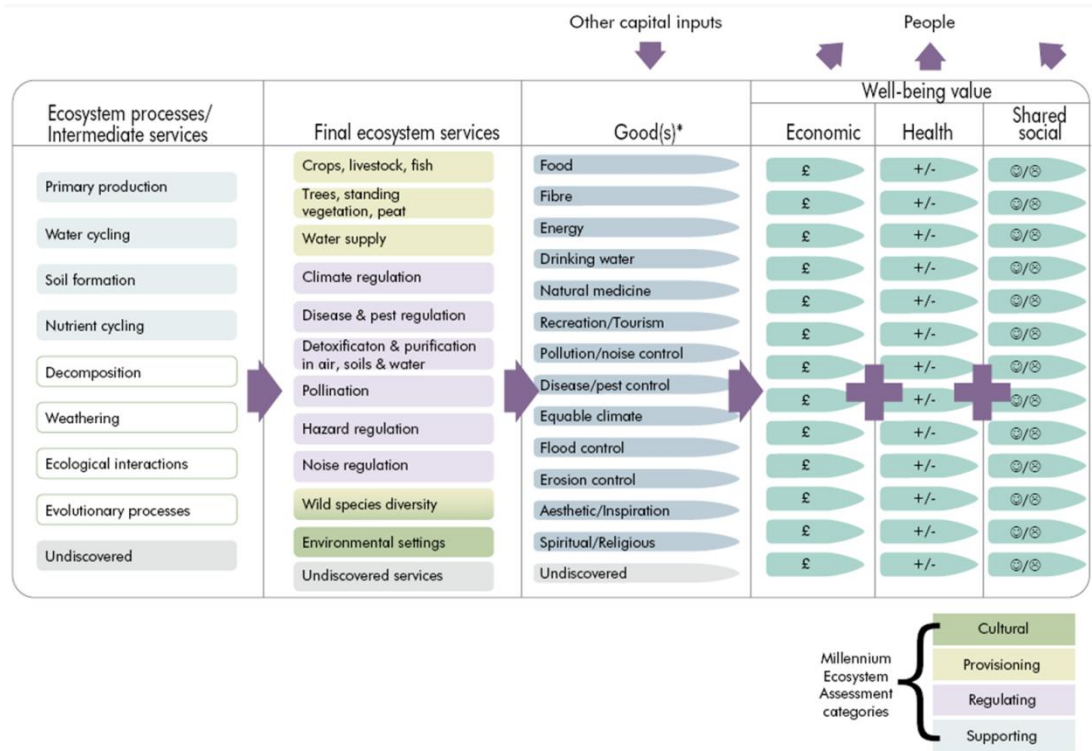 Other capital inputs
People
Ecosystem processes/
Intermediate services
Final ecosystem services
Good(s)*
Well-being value
Economic
Health
Shared
social
Primary production
Water cycling
Soil formation
Nutrient cycling
Decomposition
Weathering
Ecological interactions
Evolutionary processes
Undiscovered
Crops, livestock, fish
Trees, standing
vegetation, peat
Water supply
Climate regulation
Disease & pest regulation
Detoxificaton & purification
in air, soils & water
Pollination
Hazard regulation
Noise regulation
Wild species diversity
Environmental settings
Undiscovered services
Food
Fibre
Energy
Drinking water
Natural medicine
Recreation/Tourism
Pollution/noise control
Disease/pest control
Equable climate
Flood control
Erosion control
Aesthetic/Inspiration
Spiritual/Religious
Undiscovered
£ +/- ☺/☹
£ +/- ☺/☹
£ +/- ☺/☹
£ +/- ☺/☹
£ +/- ☺/☹
£ +/- ☺/☹
£ +/- ☺/☹
£ +/- ☺/☹
£ +/- ☺/☹
£ +/- ☺/☹
£ +/- ☺/☹
£ +/- ☺/☹
£ +/- ☺/☹
Millennium
Ecosystem
Assessment
categories
Cultural
Provisioning
Regulating
Supporting